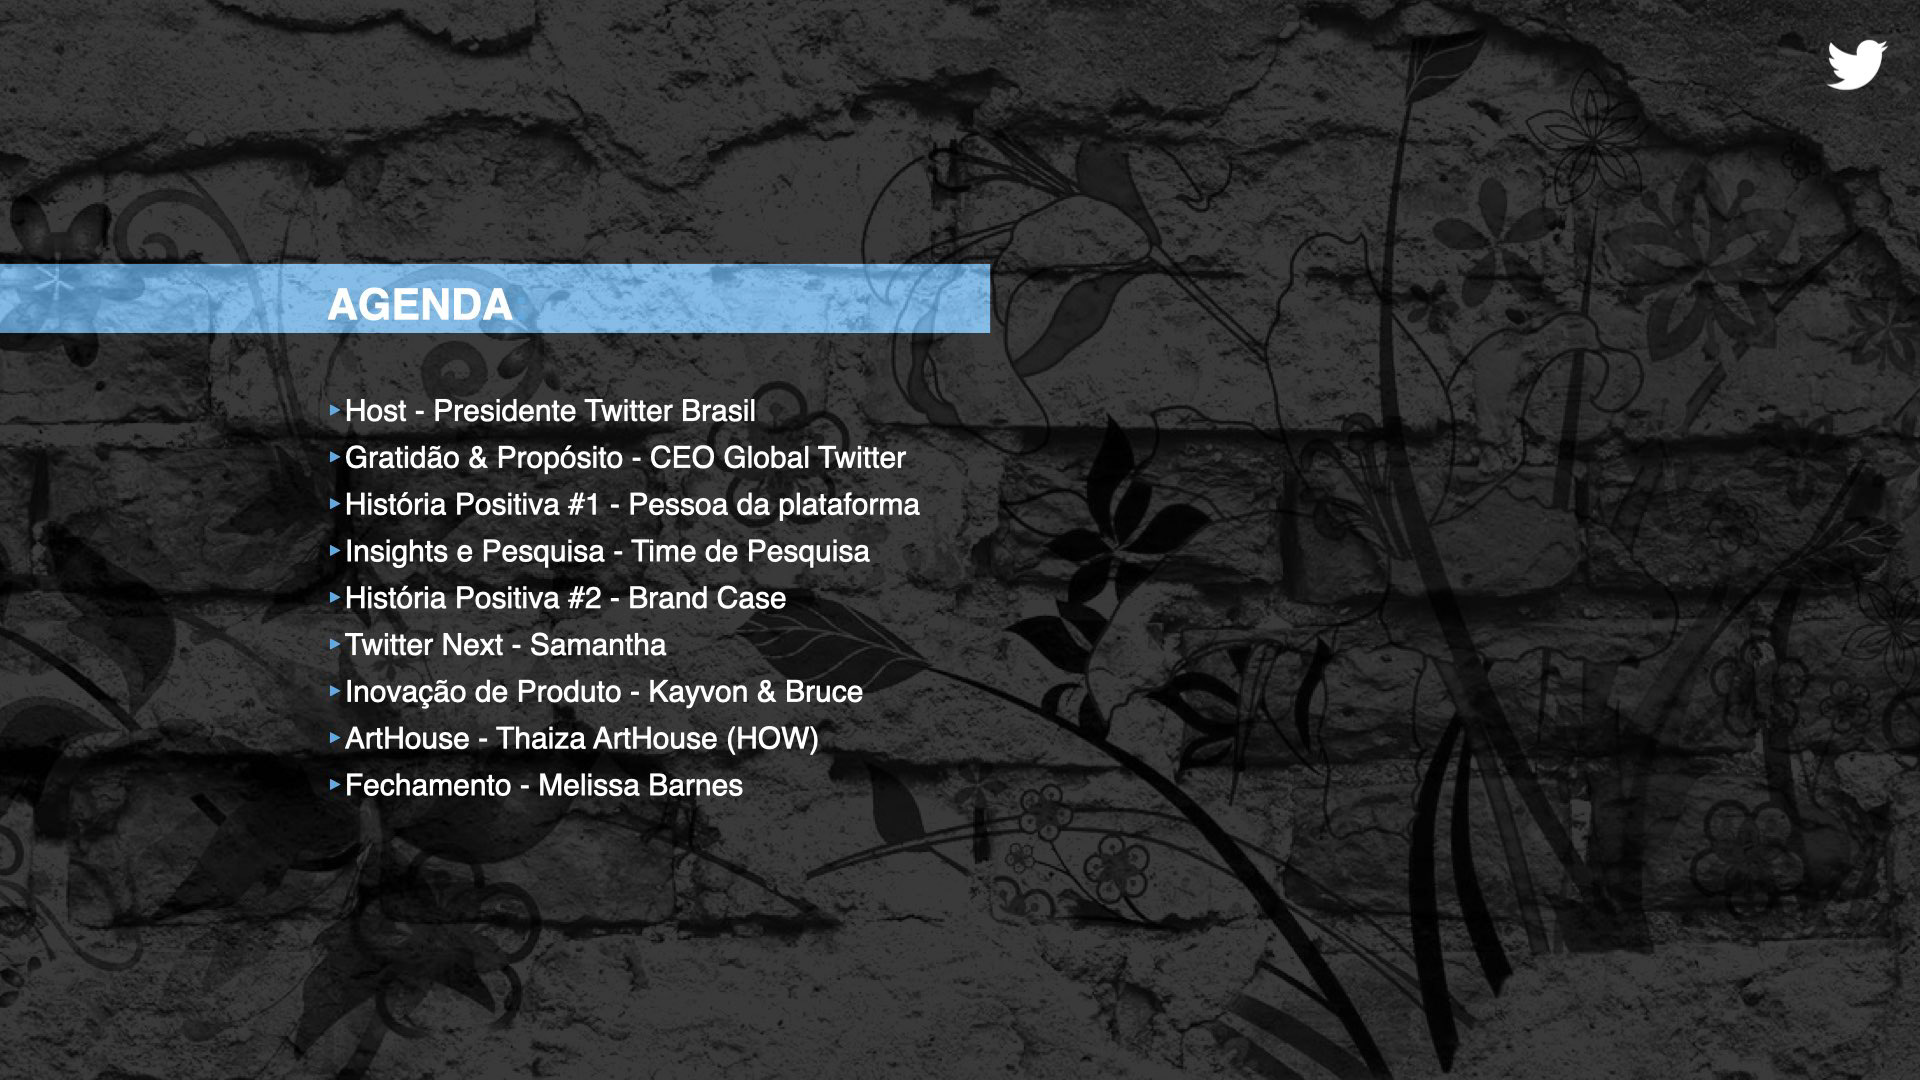 AGENDA
Host - Presidente Twitter Brasil
Gratidão & Propósito - CEO Global Twitter
História Positiva #1 - Pessoa da plataforma
Insights e Pesquisa - Time de Pesquisa
História Positiva #2 - Brand Case
Twitter Next - Samantha
Inovação de Produto - Kayvon & Bruce
ArtHouse - Thaiza ArtHouse (HOW)
Fechamento - Melissa Barnes